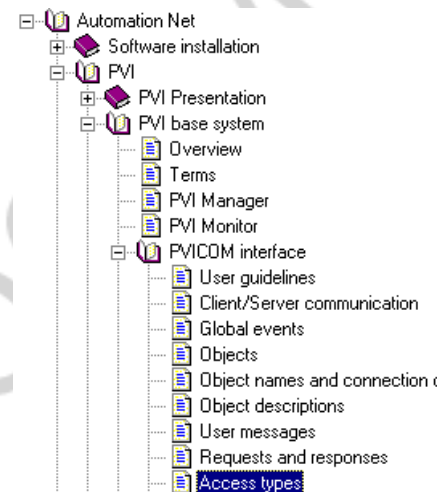 Automation Net
Software installation
PVI
PVI Presentation
PVI base system
Overview
Terms
PVI Manager
PVI Monitor
PVICOM interface
User guidelines
Client/Server communication
Global events
Objects
Object names and connection
Object descriptions
User messages
Requests and responses
Access types